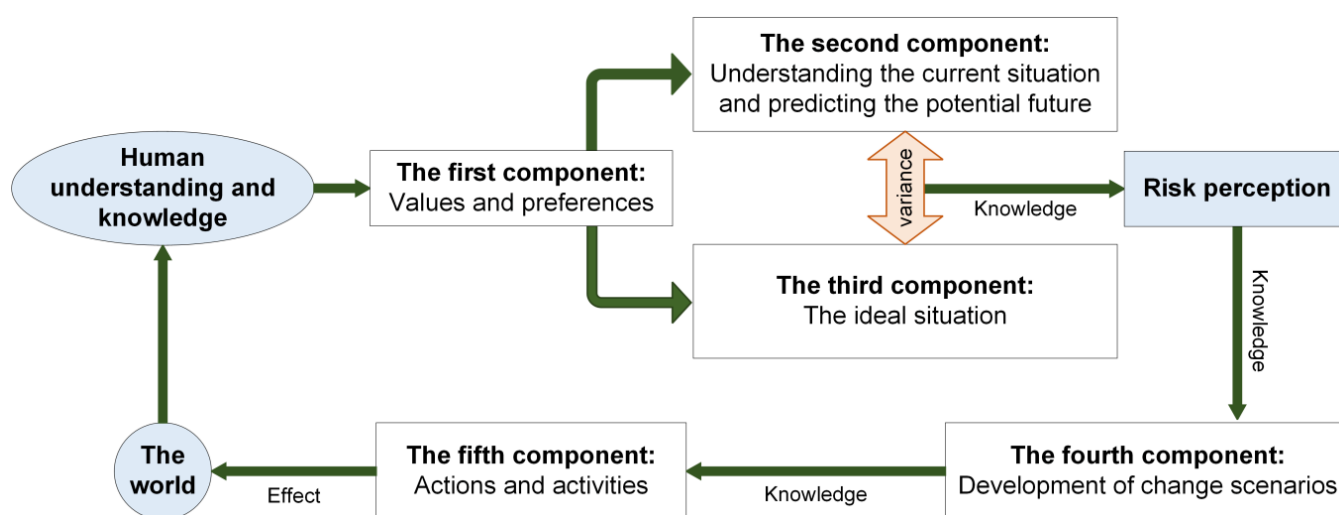 The second component:
Understanding the current situation
and predicting the potential future
Human
understanding and
knowledge
The first component:
Values and preferences
variance
Knowledge
Risk perception
The third component:
The ideal situation
Knowledge
The world
Effect
The fifth component:
Actions and activities
Knowledge
The fourth component:
Development of change scenarios